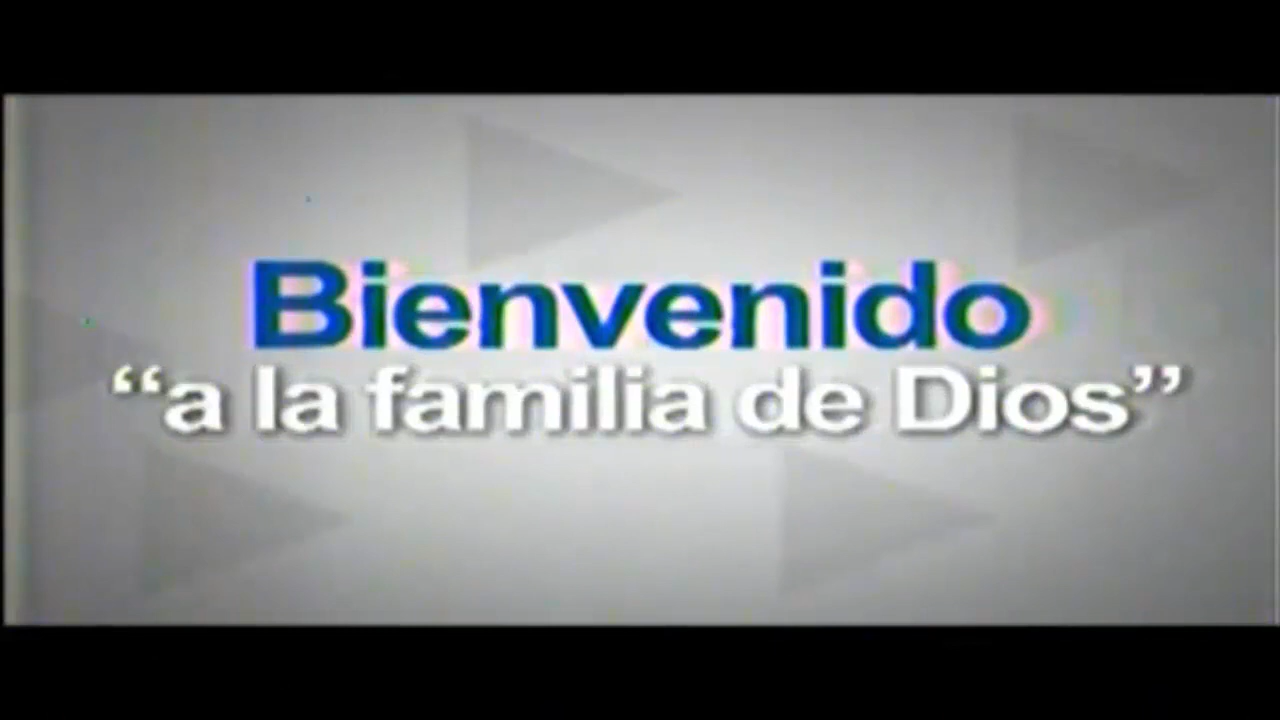 Bienvenido
“a la familia de Dios”